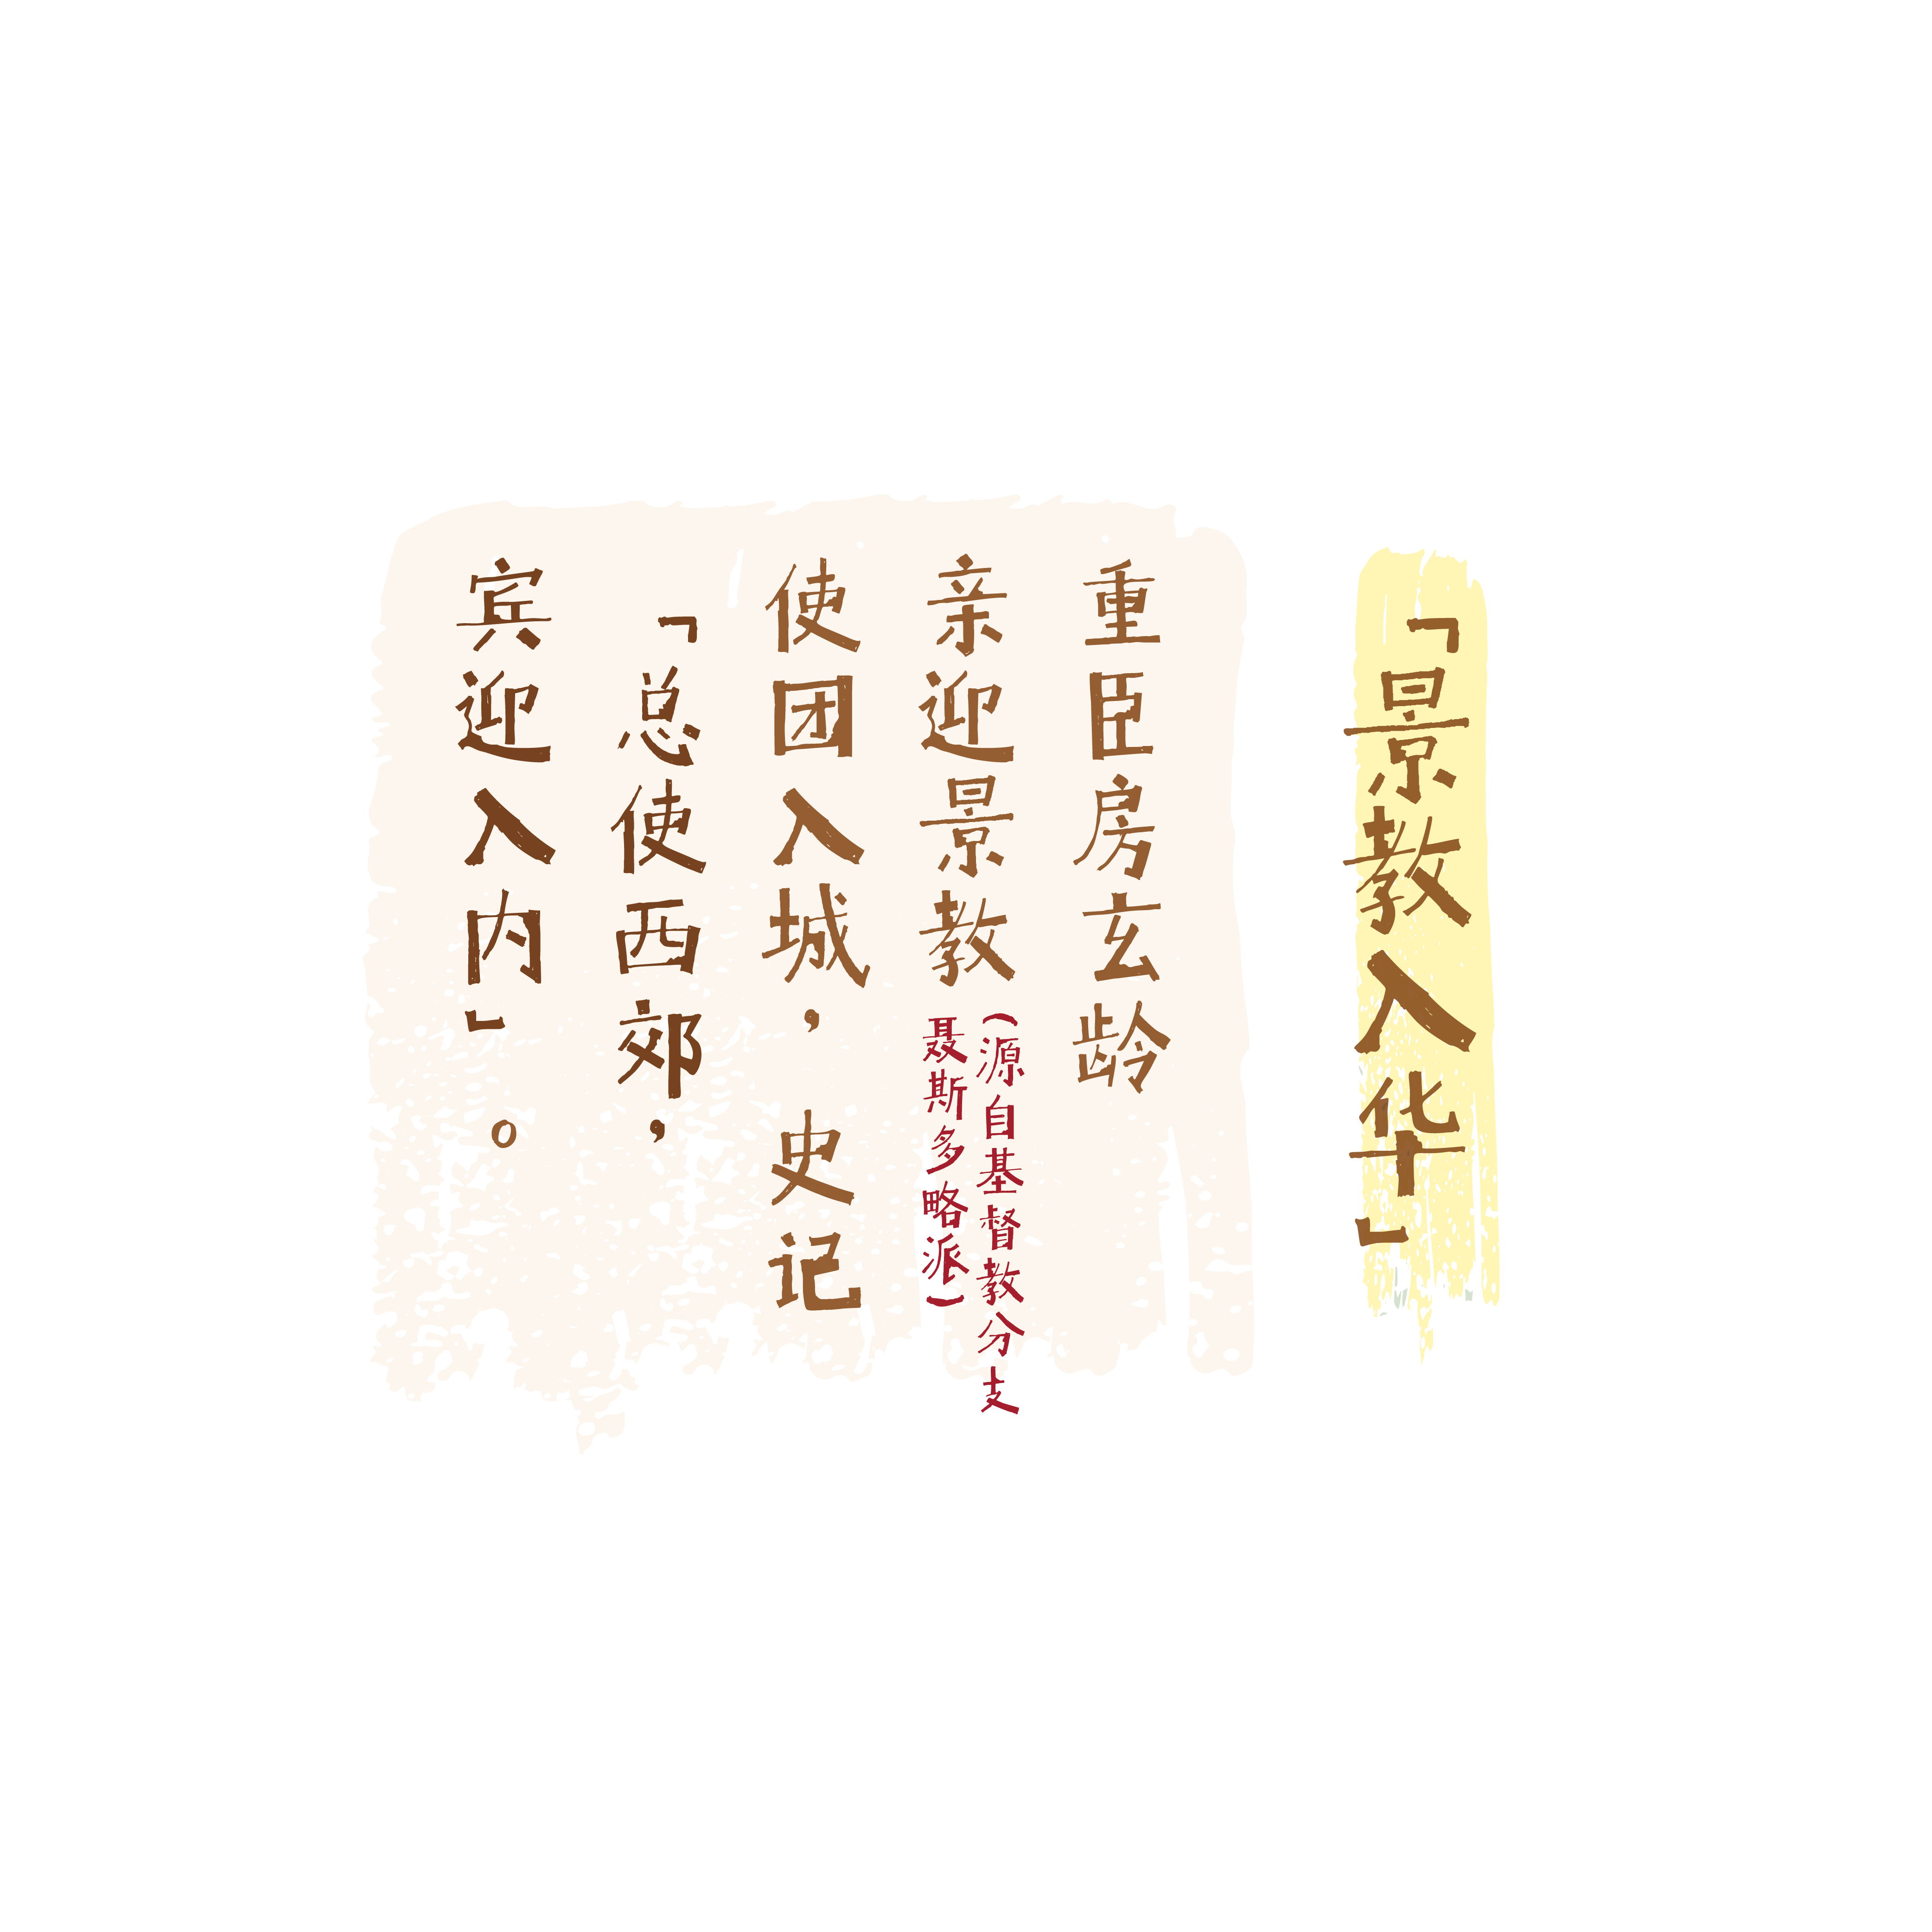 「景教入华」
重臣房玄龄
亲迎景教
（源自基督教分支
聂斯多略派）
使团入城，史记
「总使西郊，
宾迎入内」。